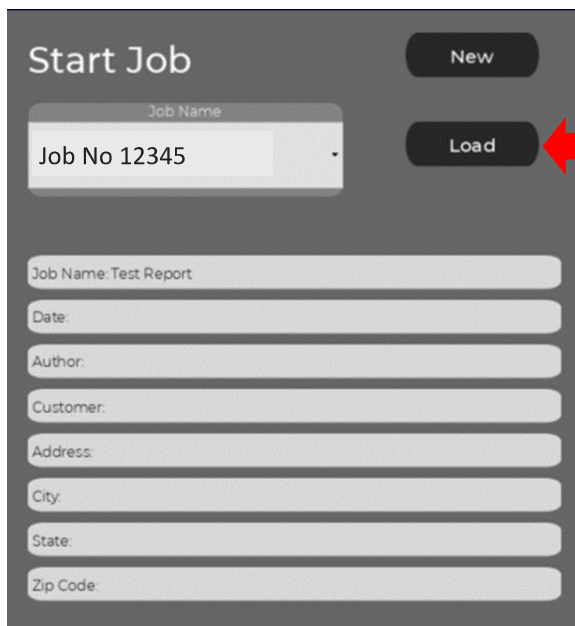 Start Job
New
Job Name
Job No 12345
Load
Job Name: Test Report
Date:
Author:
Customer:
Address:
City:
State:
Zip Code: